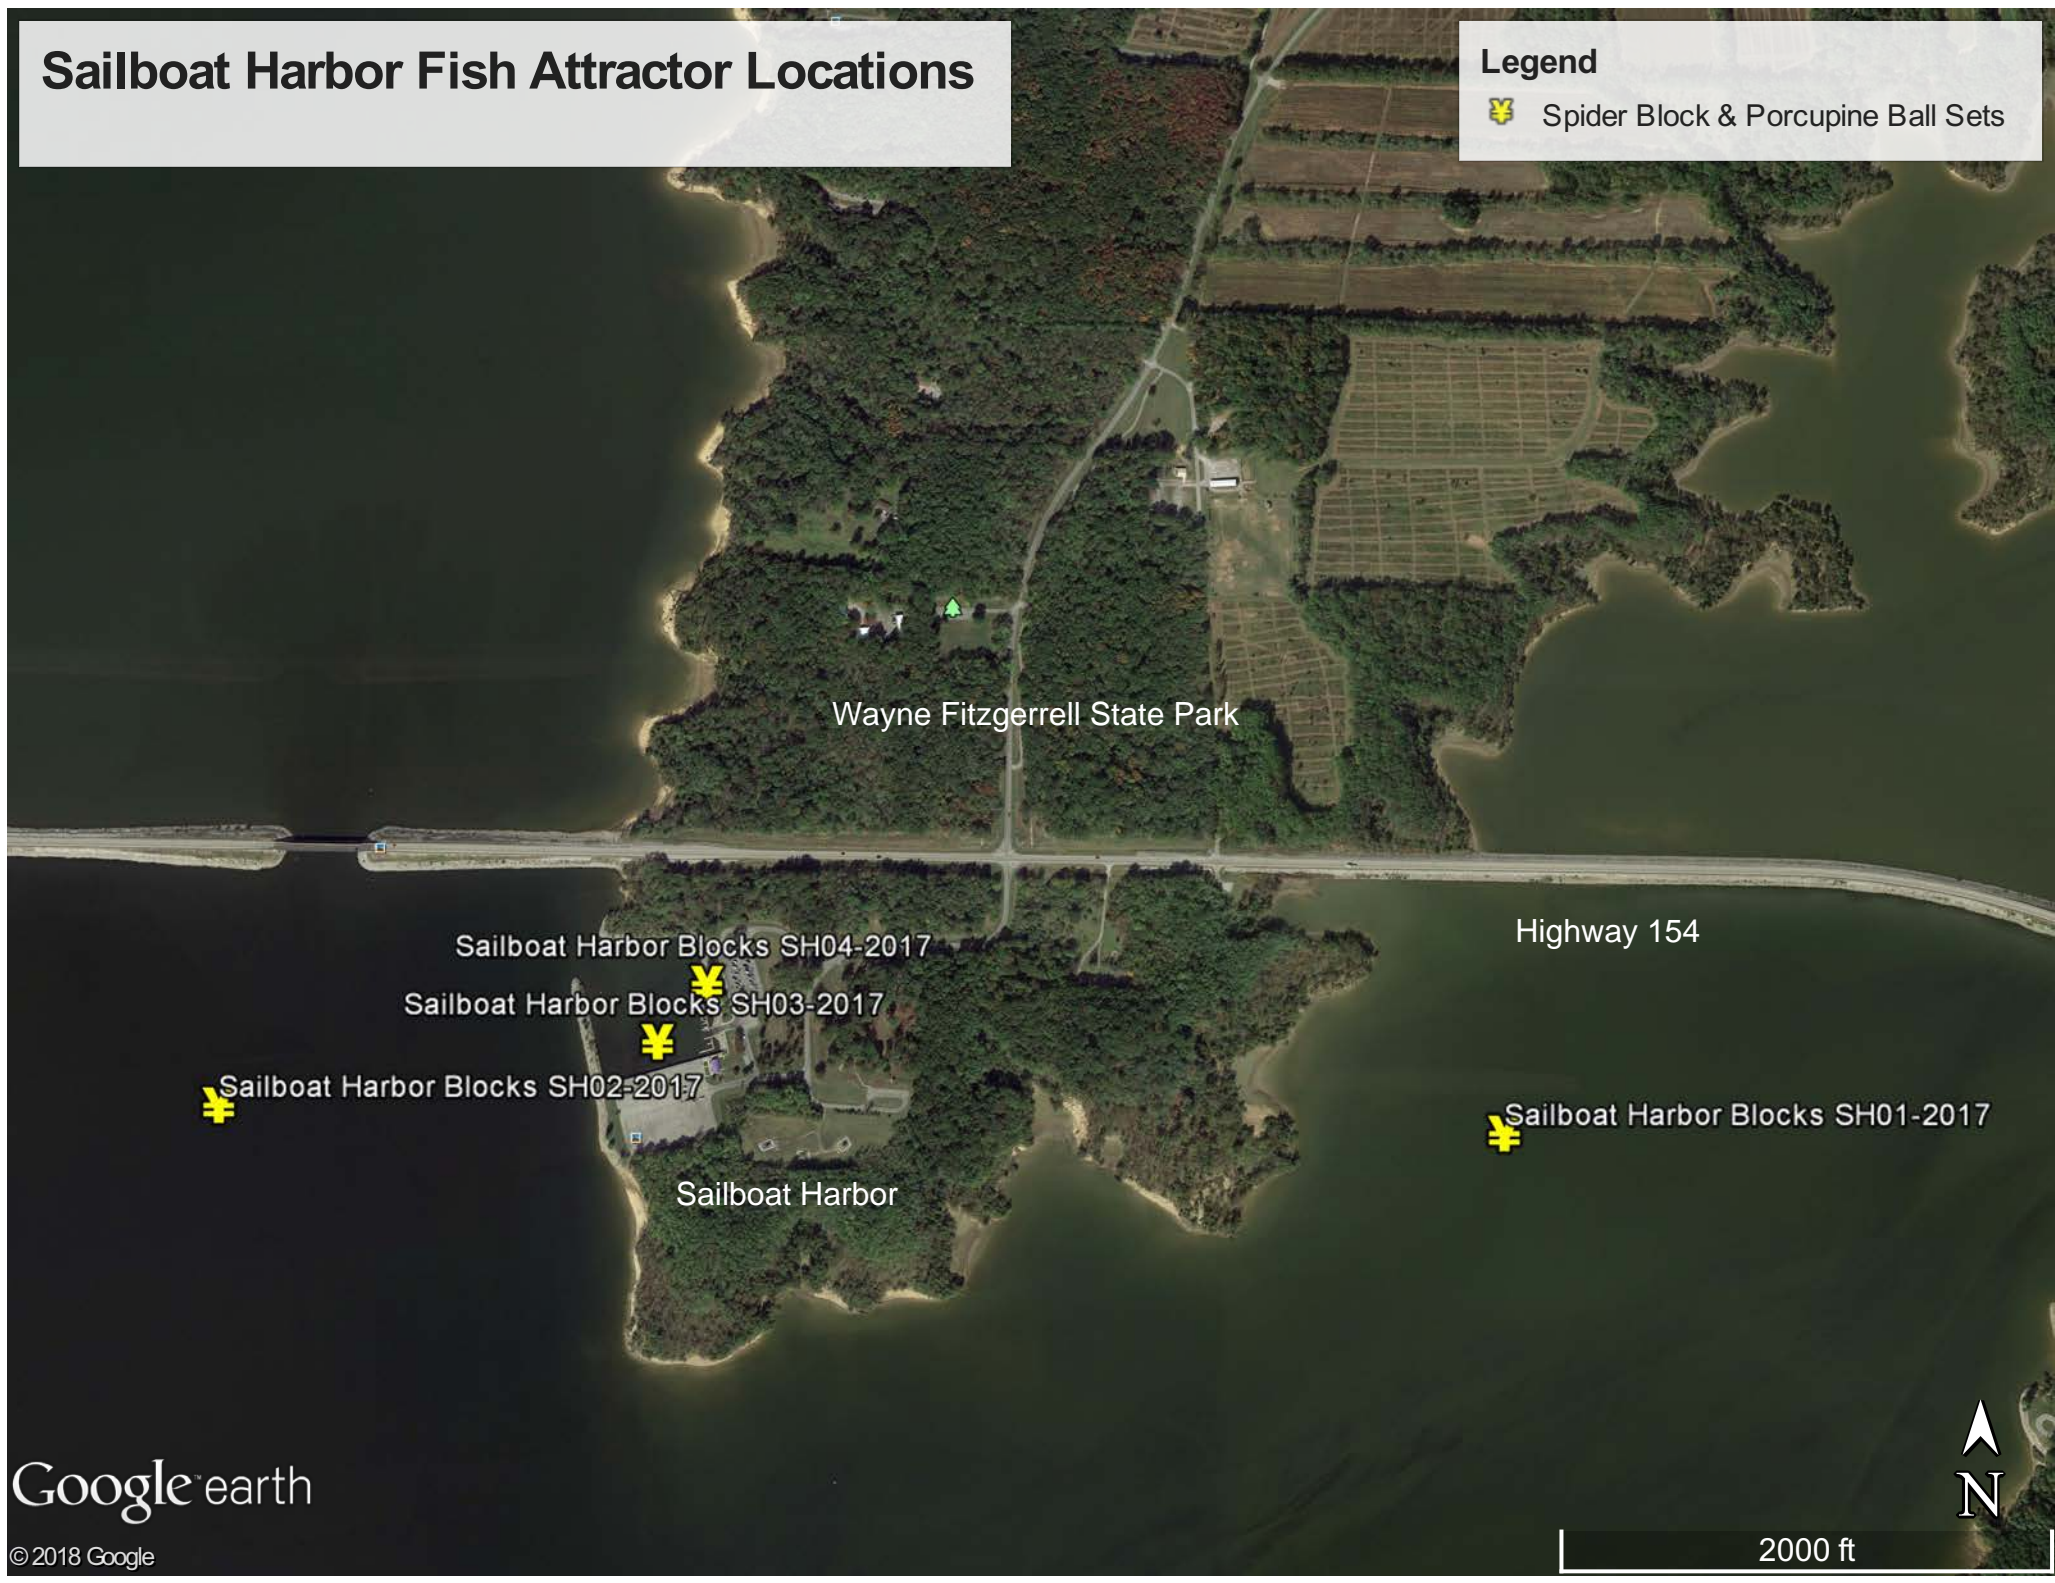 Sailboat Harbor Fish Attractor Locations
Legend
¥ Spider Block & Porcupine Ball Sets
Wayne Fitzgerrell State Park
Highway 154
Sailboat Harbor Blocks SH04-2017
¥
Sailboat Harbor Blocks SH03-2017
¥
Sailboat Harbor Blocks SH02-2017
¥
Sailboat Harbor Blocks SH01-2017
¥
Sailboat Harbor
N
Google earth
© 2018 Google
2000 ft